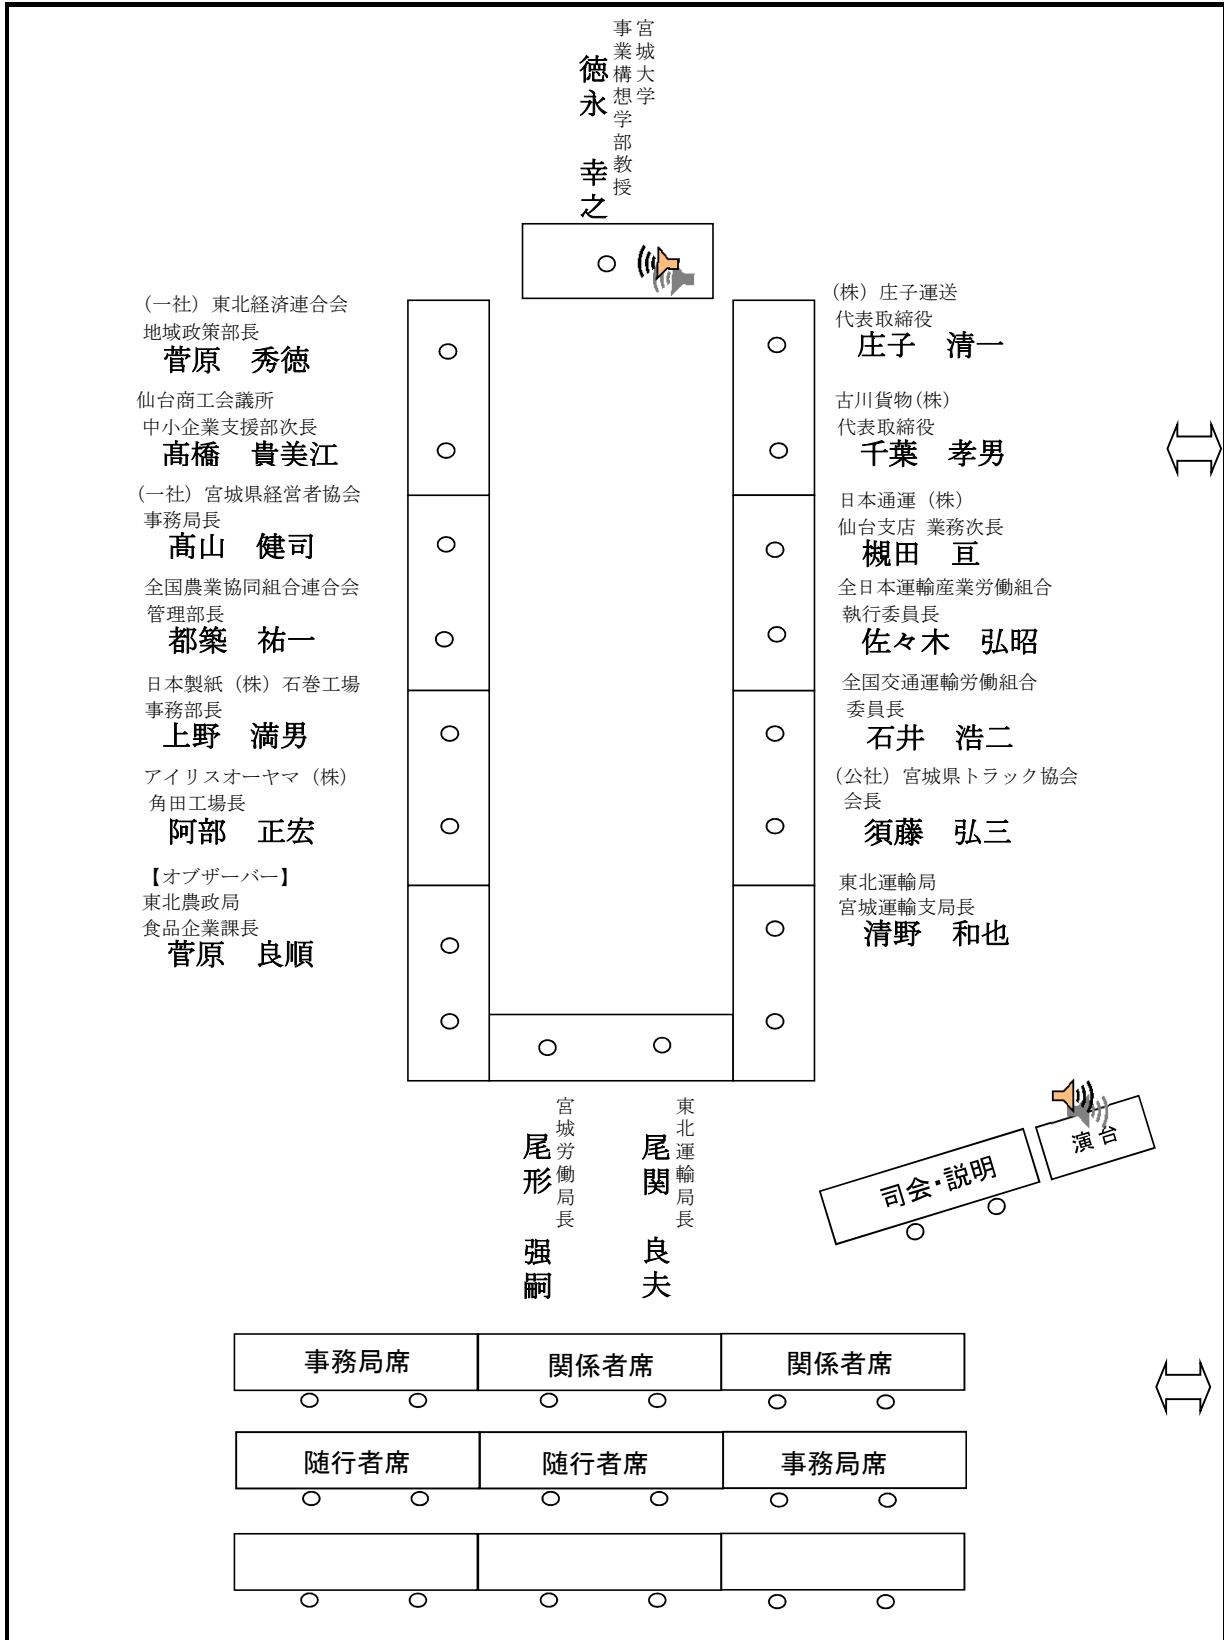 宮城大学
事業構想学部教授
徳永　幸之
(一社) 東北経済連合会
地域政策部長
菅原　秀徳
仙台商工会議所
中小企業支援部次長
髙橋　貴美江
(一社) 宮城県経営者協会
事務局長
髙山　健司
全国農業協同組合連合会
管理部長
都築　祐一
日本製紙 (株) 石巻工場
事務部長
上野　満男
アイリスオーヤマ (株)
角田工場長
阿部　正宏
【オブザーバー】
東北農政局
食品企業課長
菅原　良順
(株) 庄子運送
代表取締役
庄子　清一
古川貨物(株)
代表取締役
千葉　孝男
日本通運 (株)
仙台支店 業務次長
槻田　亘
全日本運輸産業労働組合
執行委員長
佐々木　弘昭
全国交通運輸労働組合
委員長
石井　浩二
(公社) 宮城県トラック協会
会長
須藤　弘三
東北運輸局
宮城運輸支局長
清野　和也
宮城労働局長
尾形　強嗣
東北運輸局長
尾関　良夫
演台
司会・説明
事務局席
関係者席
関係者席
随行者席
随行者席
事務局席